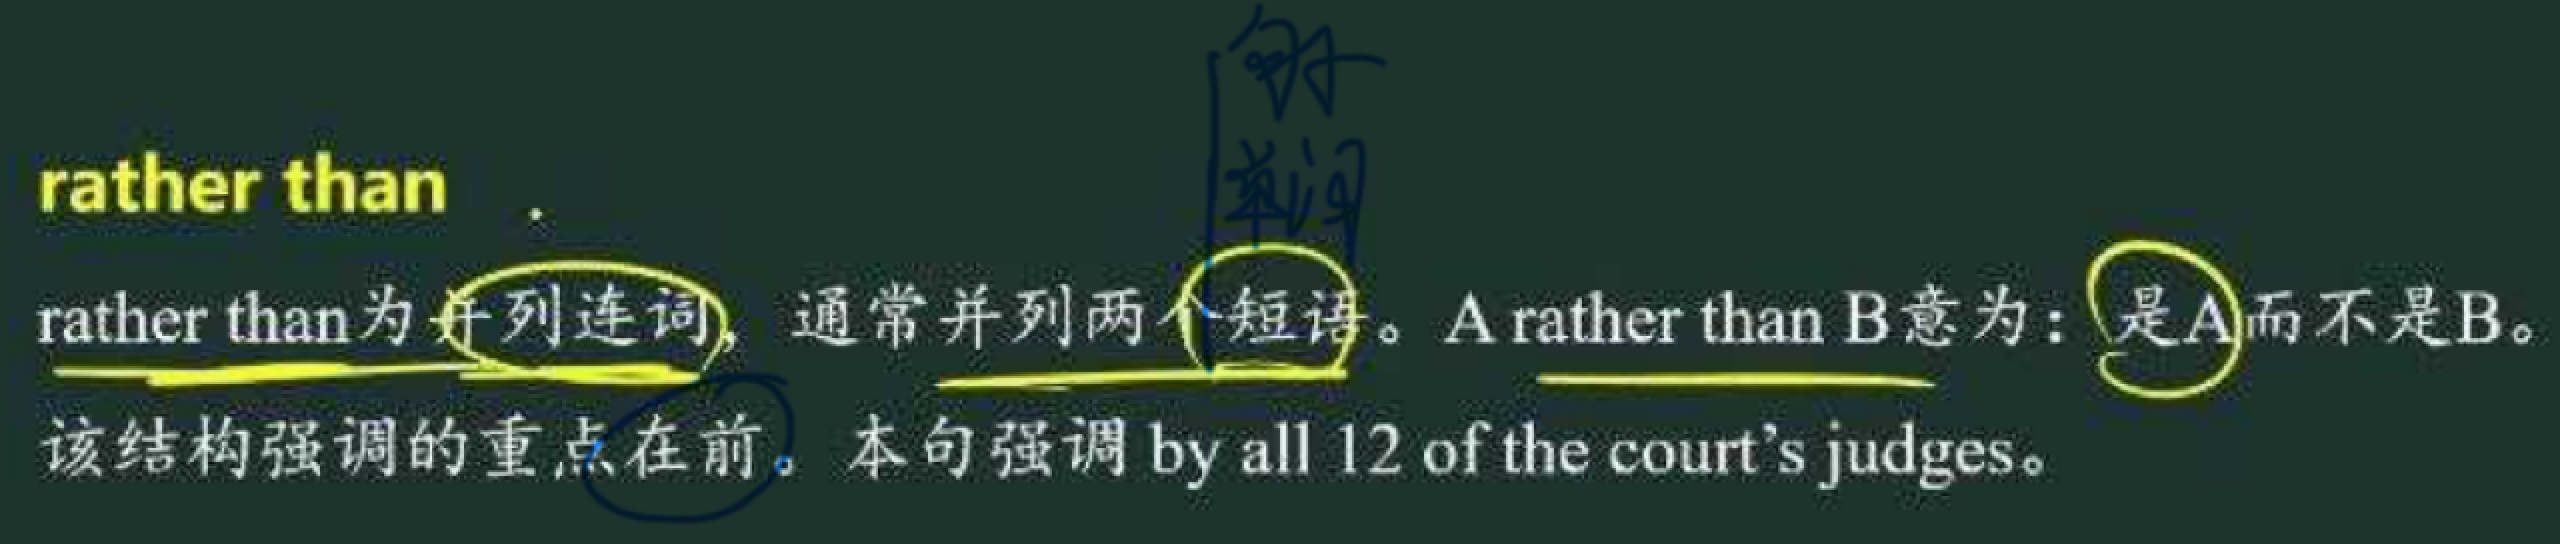 rather than
rather than为并列连词，通常并列两个短语。A rather than B意为：是A而不是B。
该结构强调的重点在前。本句强调 by all 12 of the court's judges。
单词